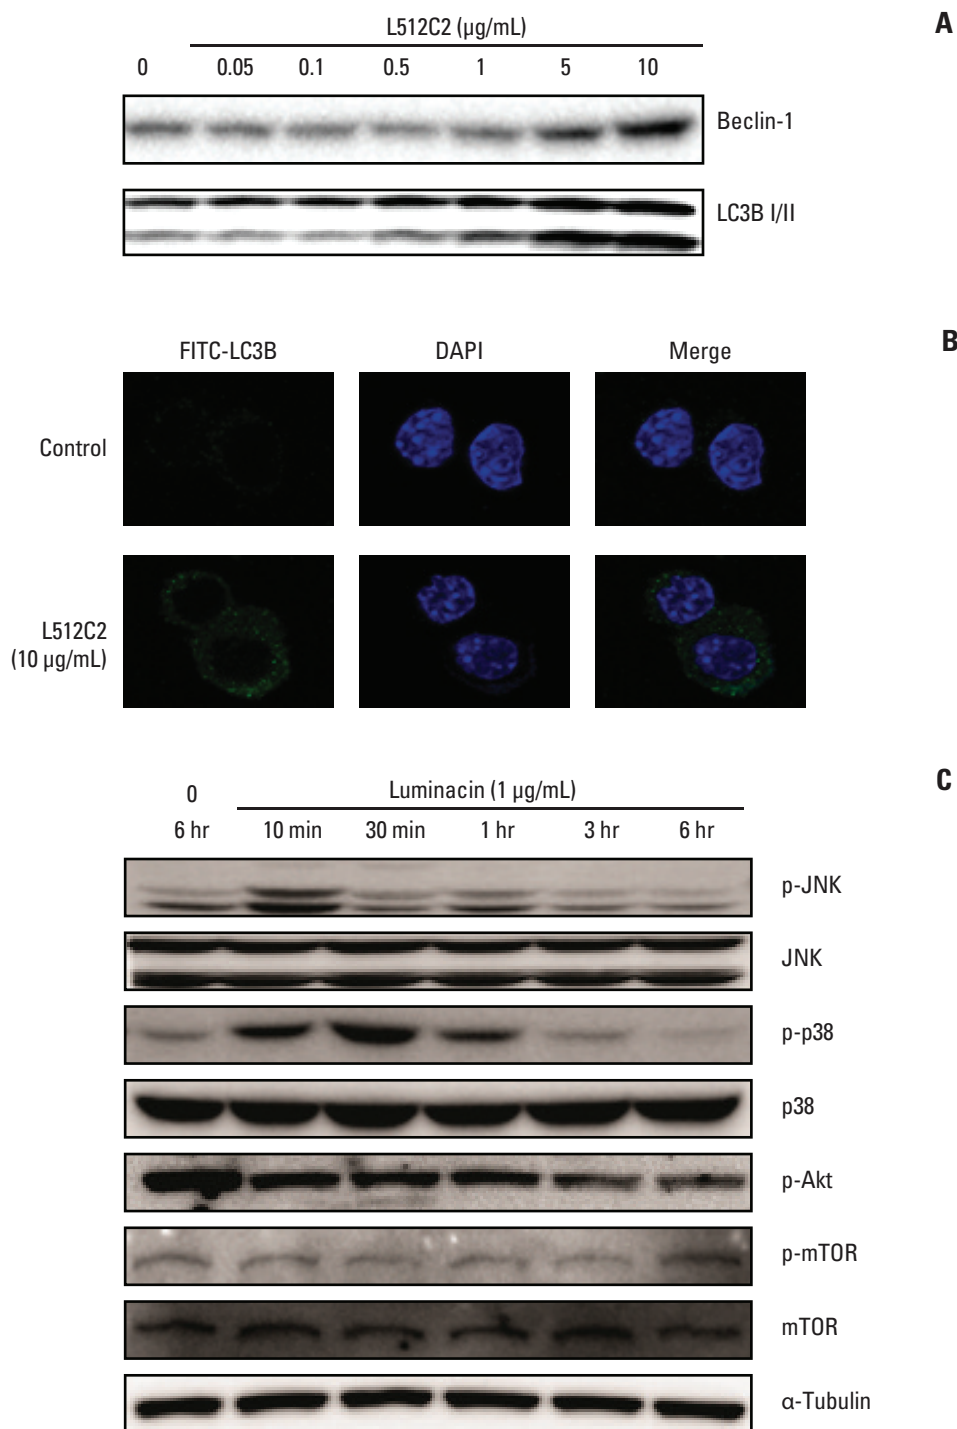 L512C2 (µg/mL)
A
0 0.05 0.1 0.5 1 5 10
Beclin-1
LC3B I/II
B
FITC-LC3B DAPI Merge
Control
L512C2
(10 µg/mL)
C
0 Luminacin (1 µg/mL)
6 hr 10 min 30 min 1 hr 3 hr 6 hr
p-JNK
JNK
p-p38
p38
p-Akt
p-mTOR
mTOR
α-Tubulin